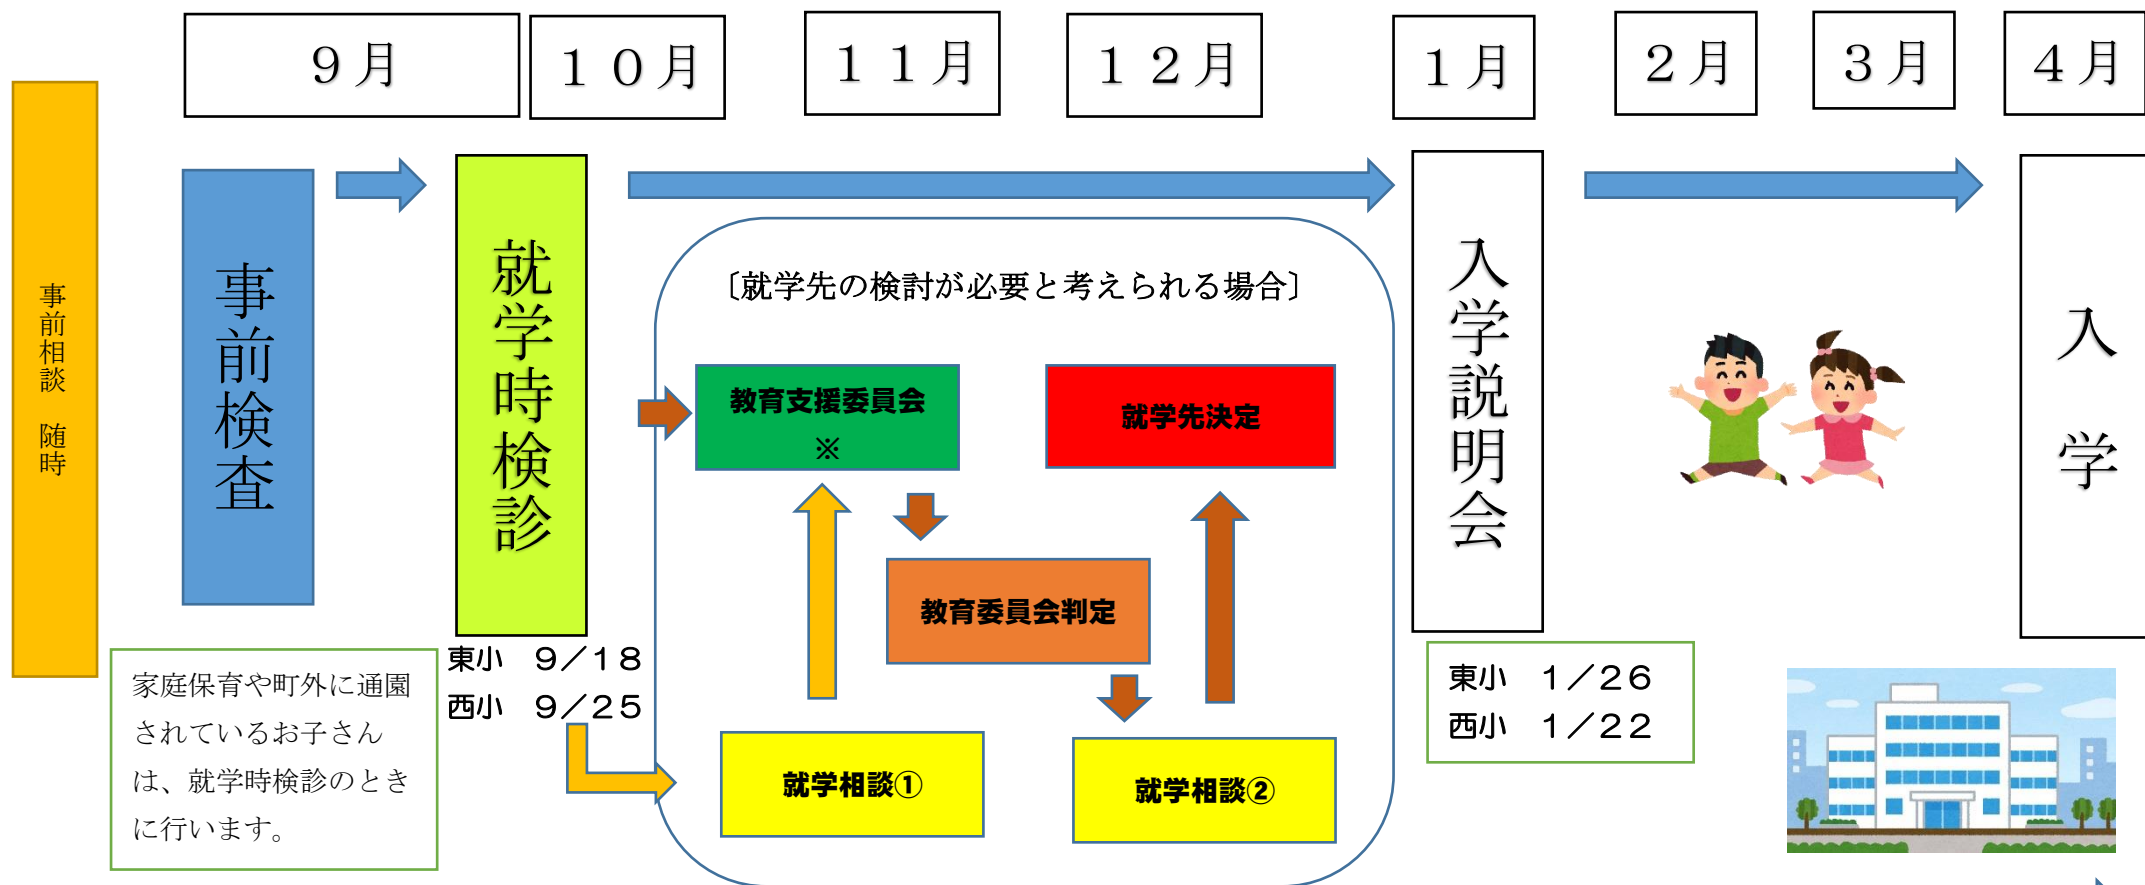 ９月
１０月
１１月
１２月
１月
２月
３月
４月
事前相談　随時
事前検査
就学時検診
〔就学先の検討が必要と考えられる場合〕
教育支援委員会
※
就学先決定
教育委員会判定
就学相談①
就学相談②
入学説明会
入学
家庭保育や町外に通園
されているお子さん
は、就学時検診のとき
に行います。
東小　９／１８
西小　９／２５
東小　１／２６
西小　１／２２